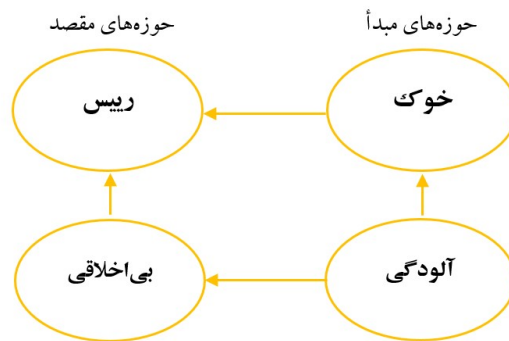 حوزه‌های مبدأ
حوزه‌های مقصد
خوک
رییس
آلودگی
بی‌اخلاقی